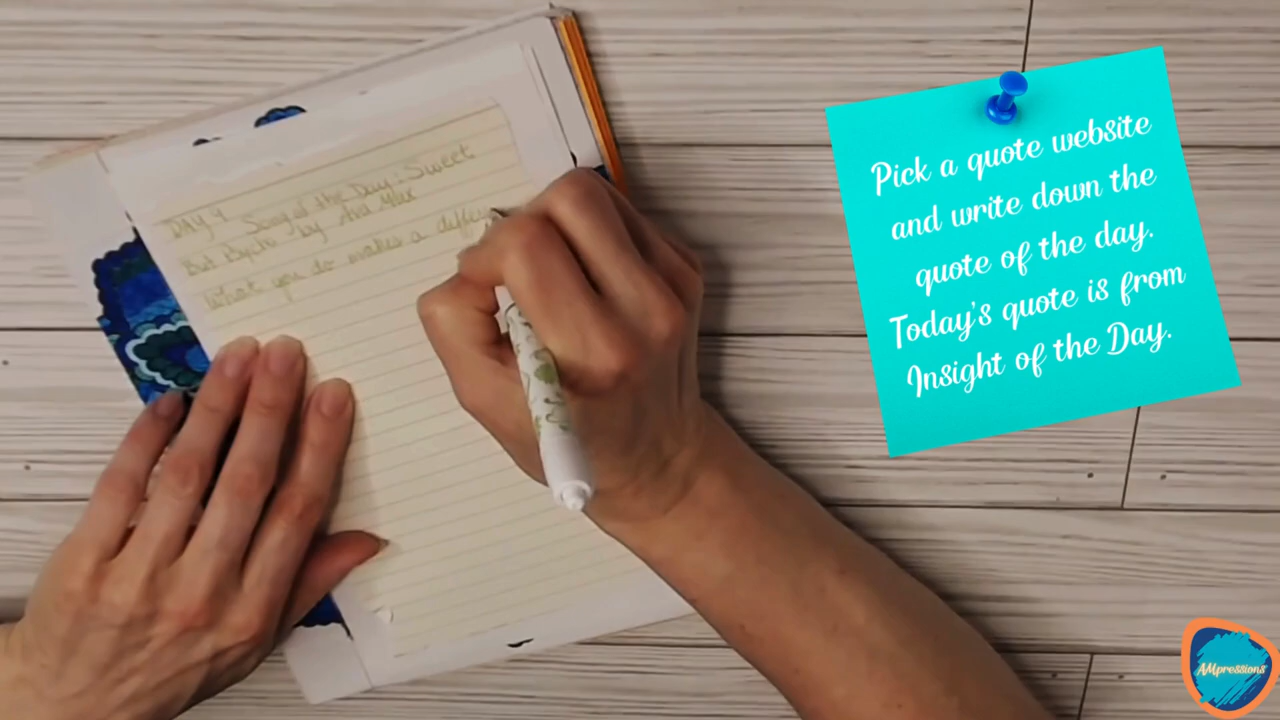 DAY 4 Song of the Day: Sweet
But Psycho by Ava Max
What you do makes a differe
Pick a quote website
and write down the
quote of the day.
Today's quote is from
Insight of the Day.
AMpressions